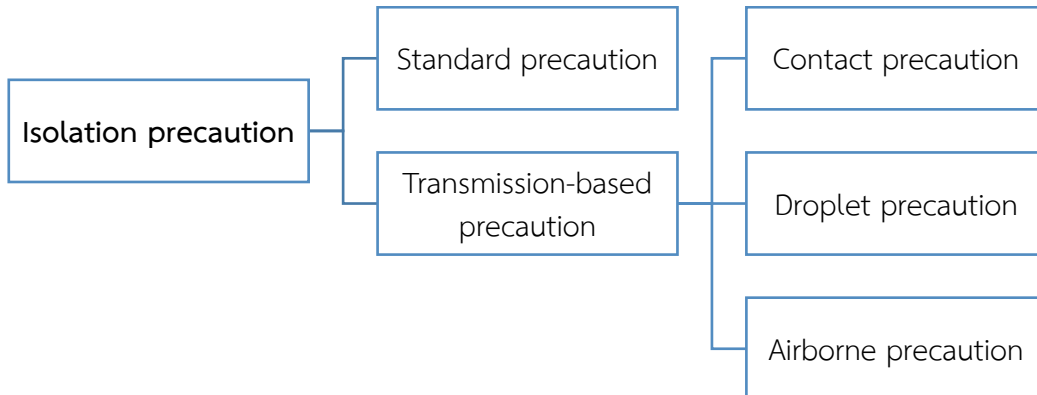 Isolation precaution
Standard precaution
Transmission-based
precaution
Contact precaution
Droplet precaution
Airborne precaution